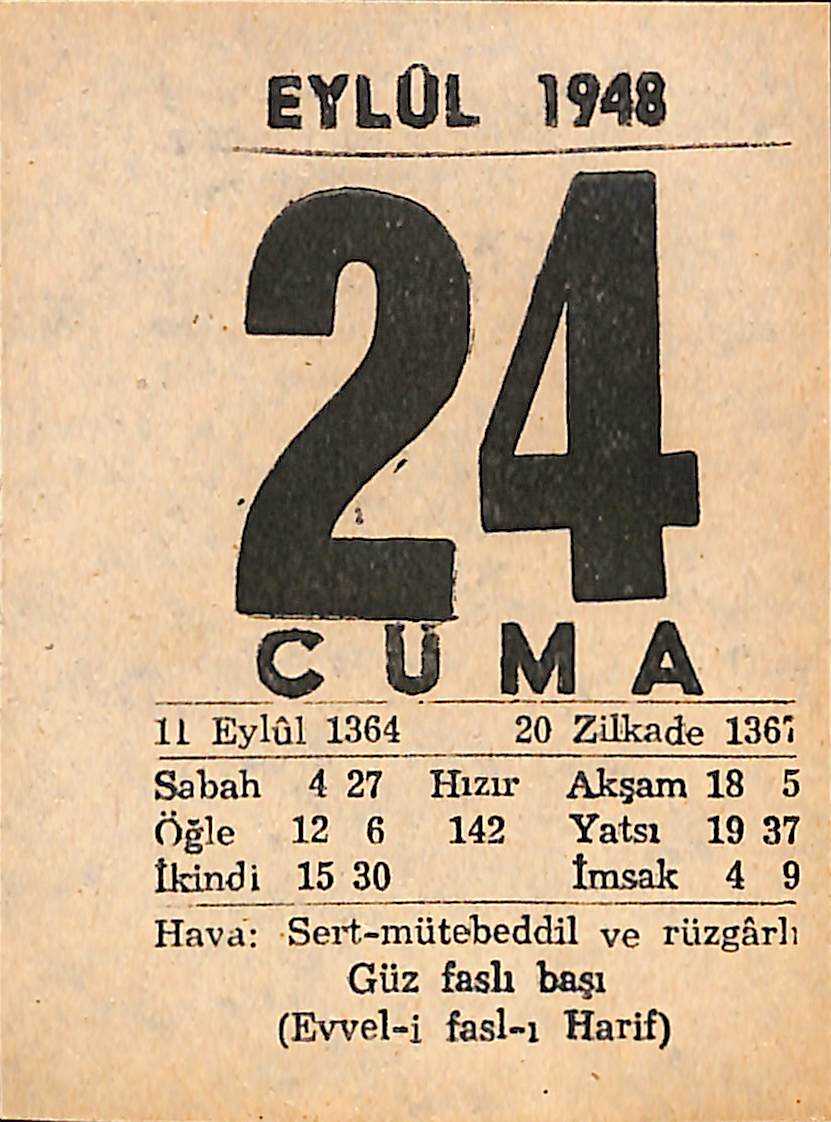 EYLÛL 1948
24
CUMA
11 Eylûl 1364 20 Zilkade 1367
Sabah 4 27 Hızır Akşam 18 5
Öğle 12 6 142 Yatsı 19 37
İkindi 15 30 İmsak 4 9
Hava: Sert-mütebeddil ve rüzgârlı
Güz faslı başı
(Evvel-i fasl-ı Harif)